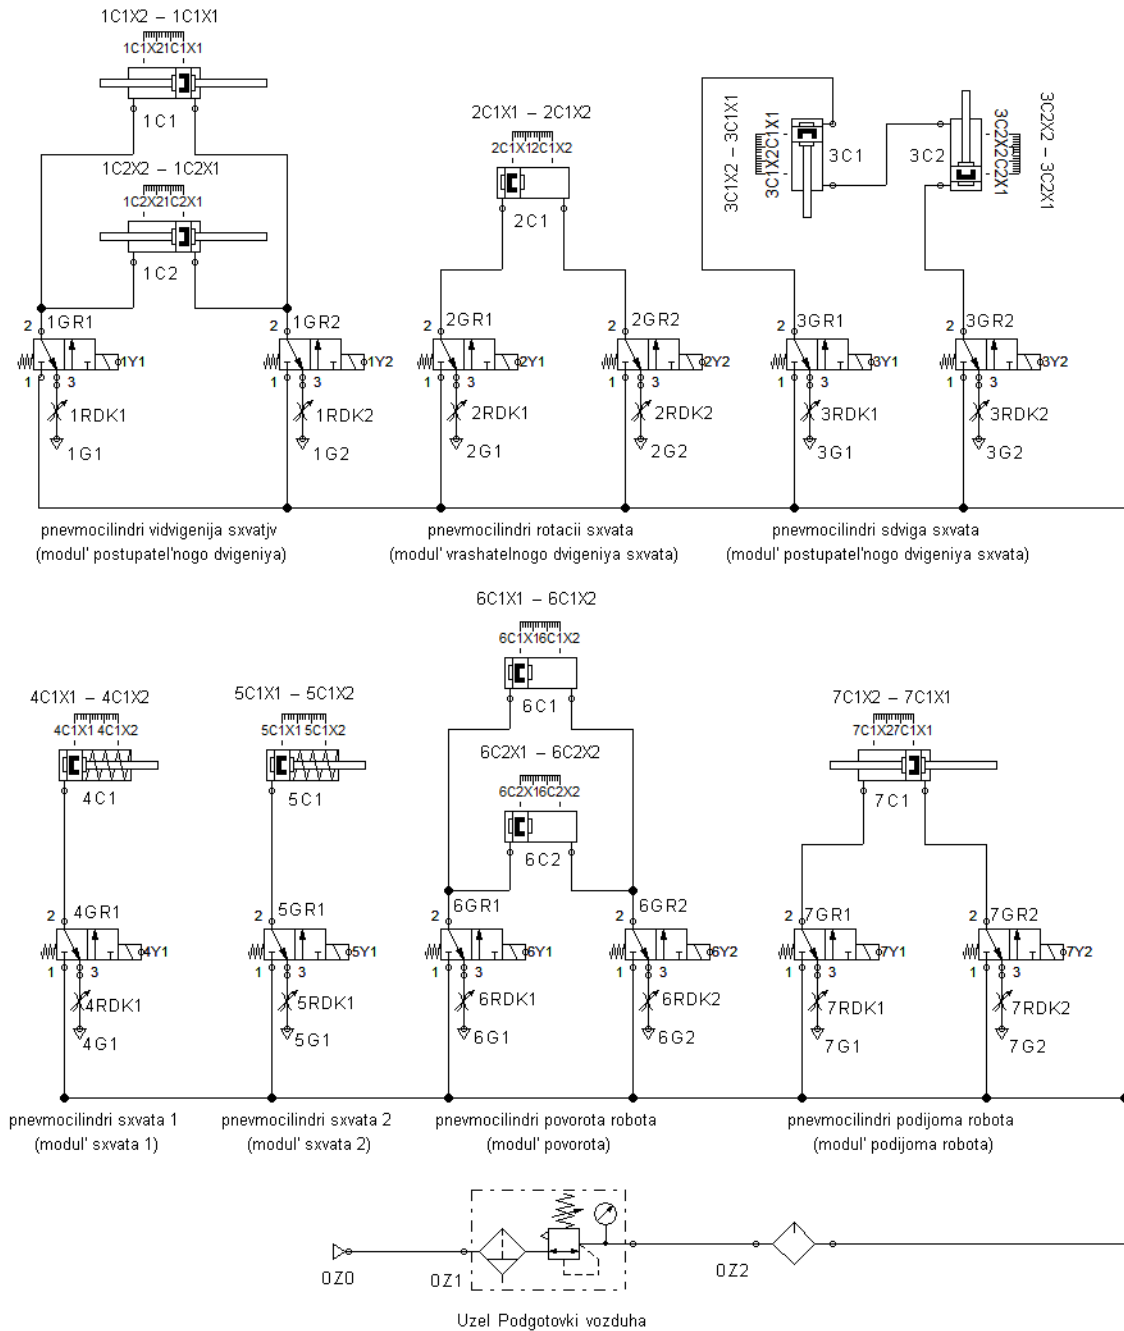 1C1X2 – 1C1X1
1C1X21C1X1
1C1
1C2X2 – 1C2X1
1C2X21C2X1
1C2
2C1X1 – 2C1X2
2C1X12C1X2
2C1
3C1X2 – 3C1X1
3C1X2C1X1
3C1
3C2
3C2X2C2X1
3C2X2 – 3C2X1
2 1GR1
1Y1
1 3
1RDK1
1G1
2 1GR2
1Y2
1 3
1RDK2
1G2
2 2GR1
2Y1
1 3
2RDK1
2G1
2 2GR2
2Y2
1 3
2RDK2
2G2
2 3GR1
3Y1
1 3
3RDK1
3G1
2 3GR2
3Y2
1 3
3RDK2
3G2
pnevmocilindri vidvigenija sxvatjv
(modul' postupatel'nogo dvigeniya)
pnevmocilindri rotacii sxvata
(modul' vrashatelnogo dvigeniya sxvata)
pnevmocilindri sdviga sxvata
(modul' postupatel'nogo dvigeniya sxvata)
4C1X1 – 4C1X2
4C1X1 4C1X2
4C1
5C1X1 – 5C1X2
5C1X1 5C1X2
5C1
6C1X1 – 6C1X2
6C1X16C1X2
6C1
6C2X1 – 6C2X2
6C2X16C2X2
6C2
7C1X2 – 7C1X1
7C1X27C1X1
7C1
2 4GR1
4Y1
1 3
4RDK1
4G1
2 5GR1
5Y1
1 3
5RDK1
5G1
2 6GR1
6Y1
1 3
6RDK1
6G1
2 6GR2
6Y2
1 3
6RDK2
6G2
2 7GR1
7Y1
1 3
7RDK1
7G1
2 7GR2
7Y2
1 3
7RDK2
7G2
pnevmocilindri sxvata 1
(modul' sxvata 1)
pnevmocilindri sxvata 2
(modul' sxvata 2)
pnevmocilindri povorota robota
(modul' povorota)
pnevmocilindri podijoma robota
(modul' podijoma robota)
0Z0
0Z1
0Z2
Uzel Podgotovki vozduha